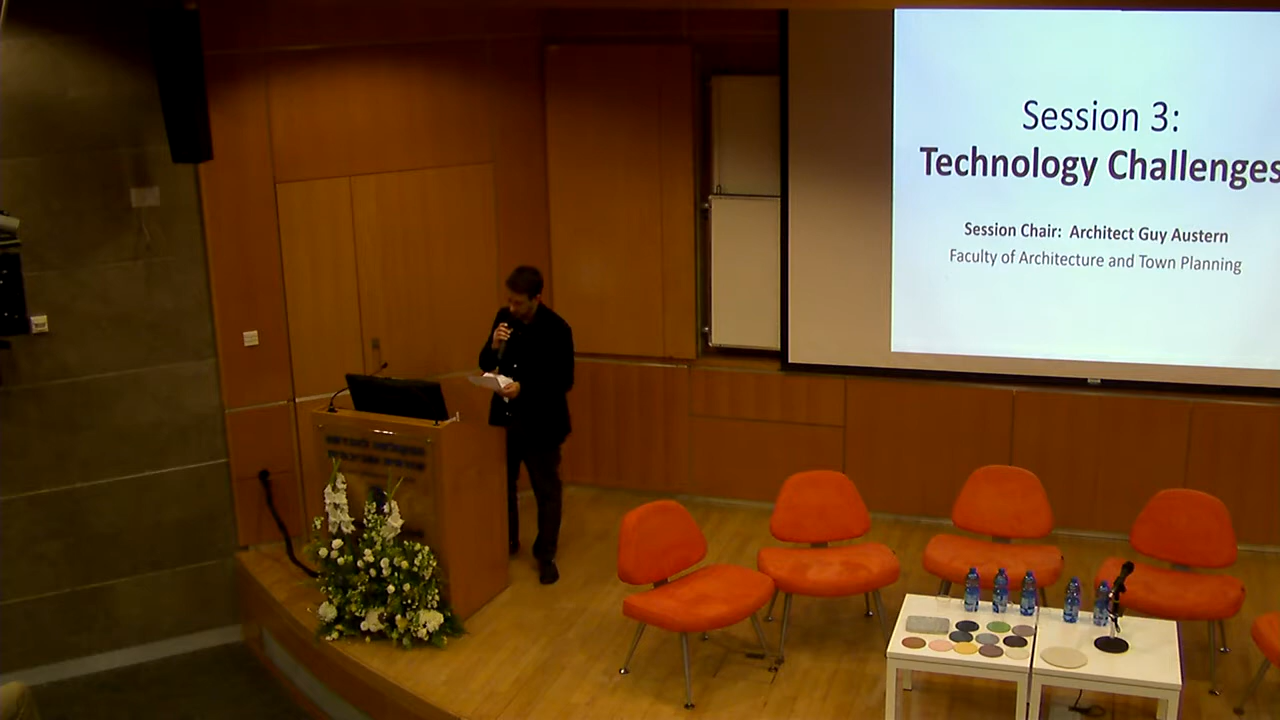 Session 3:
Technology Challenges
Session Chair: Architect Guy Austern
Faculty of Architecture and Town Planning